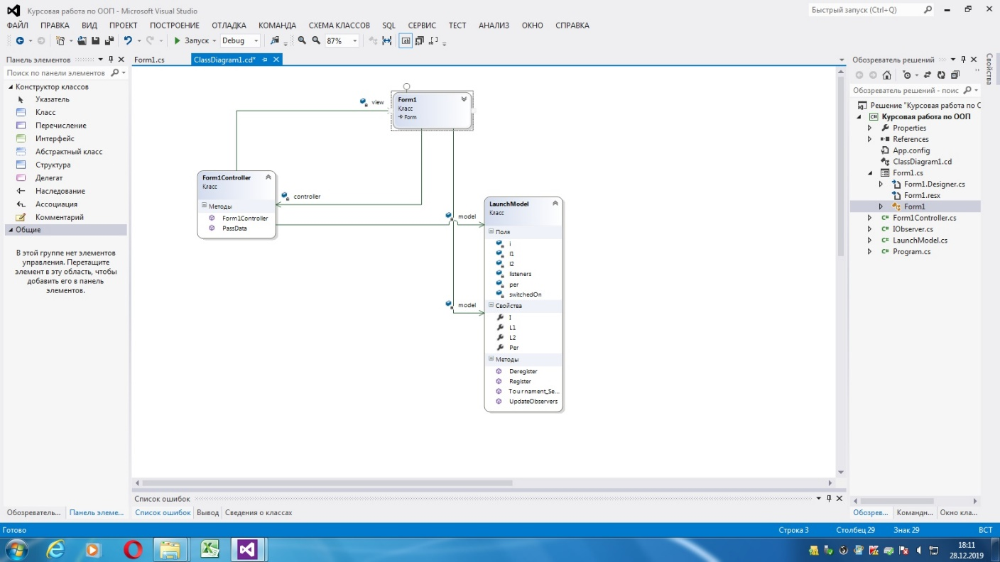 Курсовая работа по ООП - Microsoft Visual Studio
Быстрый запуск (Ctrl+Q)
ФАЙЛ ПРАВКА ВИД ПРОЕКТ ПОСТРОЕНИЕ ОТЛАДКА КОМАНДА СХЕМА КЛАССОВ SQL СЕРВИС ТЕСТ АНАЛИЗ ОКНО СПРАВКА
Запуск Debug 87%
Панель элементов
Поиск по панели элементов
Конструктор классов
Указатель
Класс
Перечисление
Интерфейс
Абстрактный класс
Структура
Делегат
Наследование
Ассоциация
Комментарий
Общие
В этой группе нет элементов
управления. Перетащите
элемент в эту область, чтобы
добавить его в панель
элементов.
Обозреватель... Панель элеме...
Form1.cs ClassDiagram1.cd*
view
Form1
Класс
Form
Form1Controller
Класс
Методы
Form1Controller
PassData
controller
model
model
LaunchModel
Класс
Поля
i
l1
l2
listeners
per
switchedOn
Свойства
I
L1
L2
Per
Методы
Deregister
Register
Tournament_Se...
UpdateObservers
Список ошибок
Список ошибок Вывод Сведения о классах
Обозреватель решений
Обозреватель решений - поис
Решение "Курсовая работа по О
Курсовая работа по ООП
Properties
References
App.config
ClassDiagram1.cd
Form1.cs
Form1.Designer.cs
Form1.resx
Form1
Form1Controller.cs
IObserver.cs
LaunchModel.cs
Program.cs
Обозрев... Командн... Окно кла...
Свойства
Готово
Строка 3 Столбец 29 Знак 29 ВСТ
18:11
28.12.2019